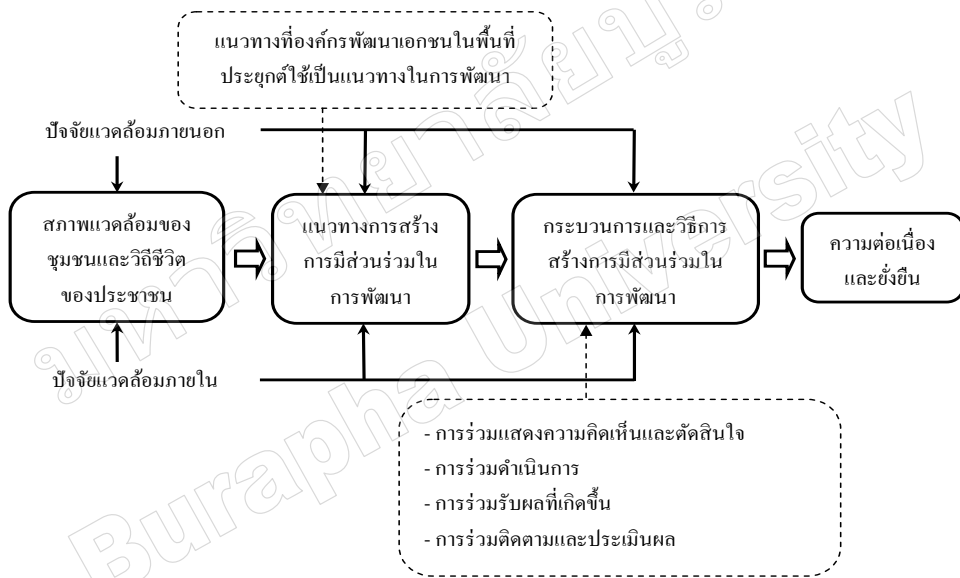 แนวทางที่องค์กรพัฒนาเอกชนในพื้นที่
ประยุกต์ใช้เป็นแนวทางในการพัฒนา
ปัจจัยแวดล้อมภายนอก
สภาพแวดล้อมของ
ชุมชนและวิถีชีวิต
ของประชาชน
แนวทางการสร้าง
การมีส่วนร่วมใน
การพัฒนา
กระบวนการและวิธีการ
สร้างการมีส่วนร่วมใน
การพัฒนา
ความต่อเนื่อง
และยั่งยืน
ปัจจัยแวดล้อมภายใน
- การร่วมแสดงความคิดเห็นและตัดสินใจ
- การร่วมดำเนินการ
- การร่วมรับผลที่เกิดขึ้น
- การร่วมติดตามและประเมินผล
Burapha University